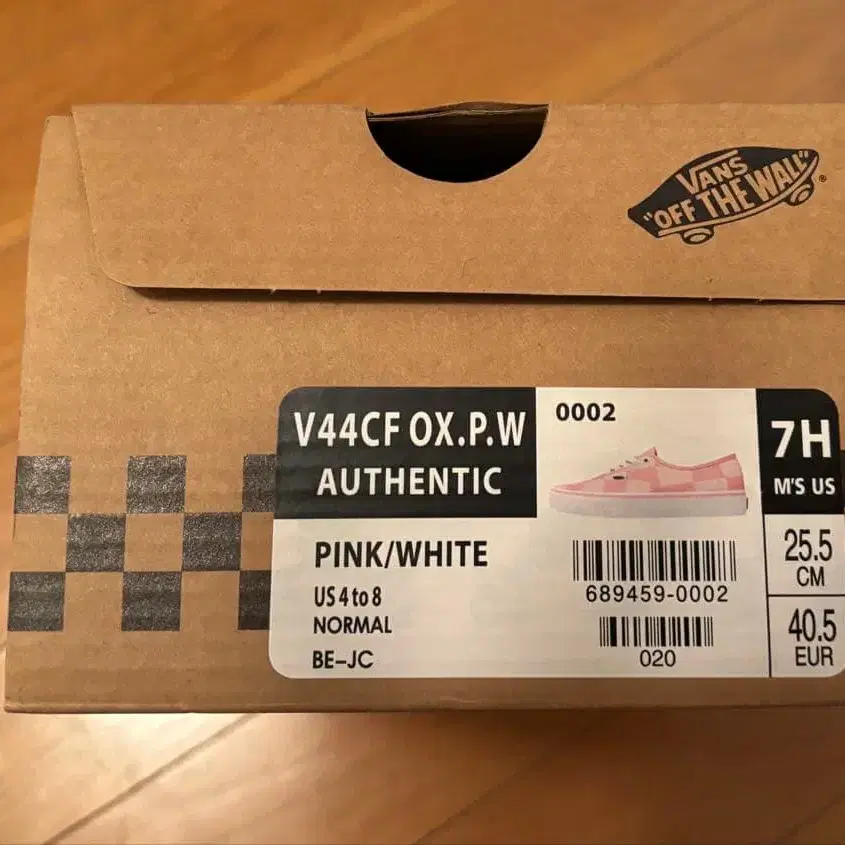 VANS
"OFF THE WALL"
®
V44CF OX.P.W
AUTHENTIC
0002
7H
M'S US
PINK/WHITE
US 4 to 8
NORMAL
BE-JC
689459-0002
020
25.5
CM
40.5
EUR